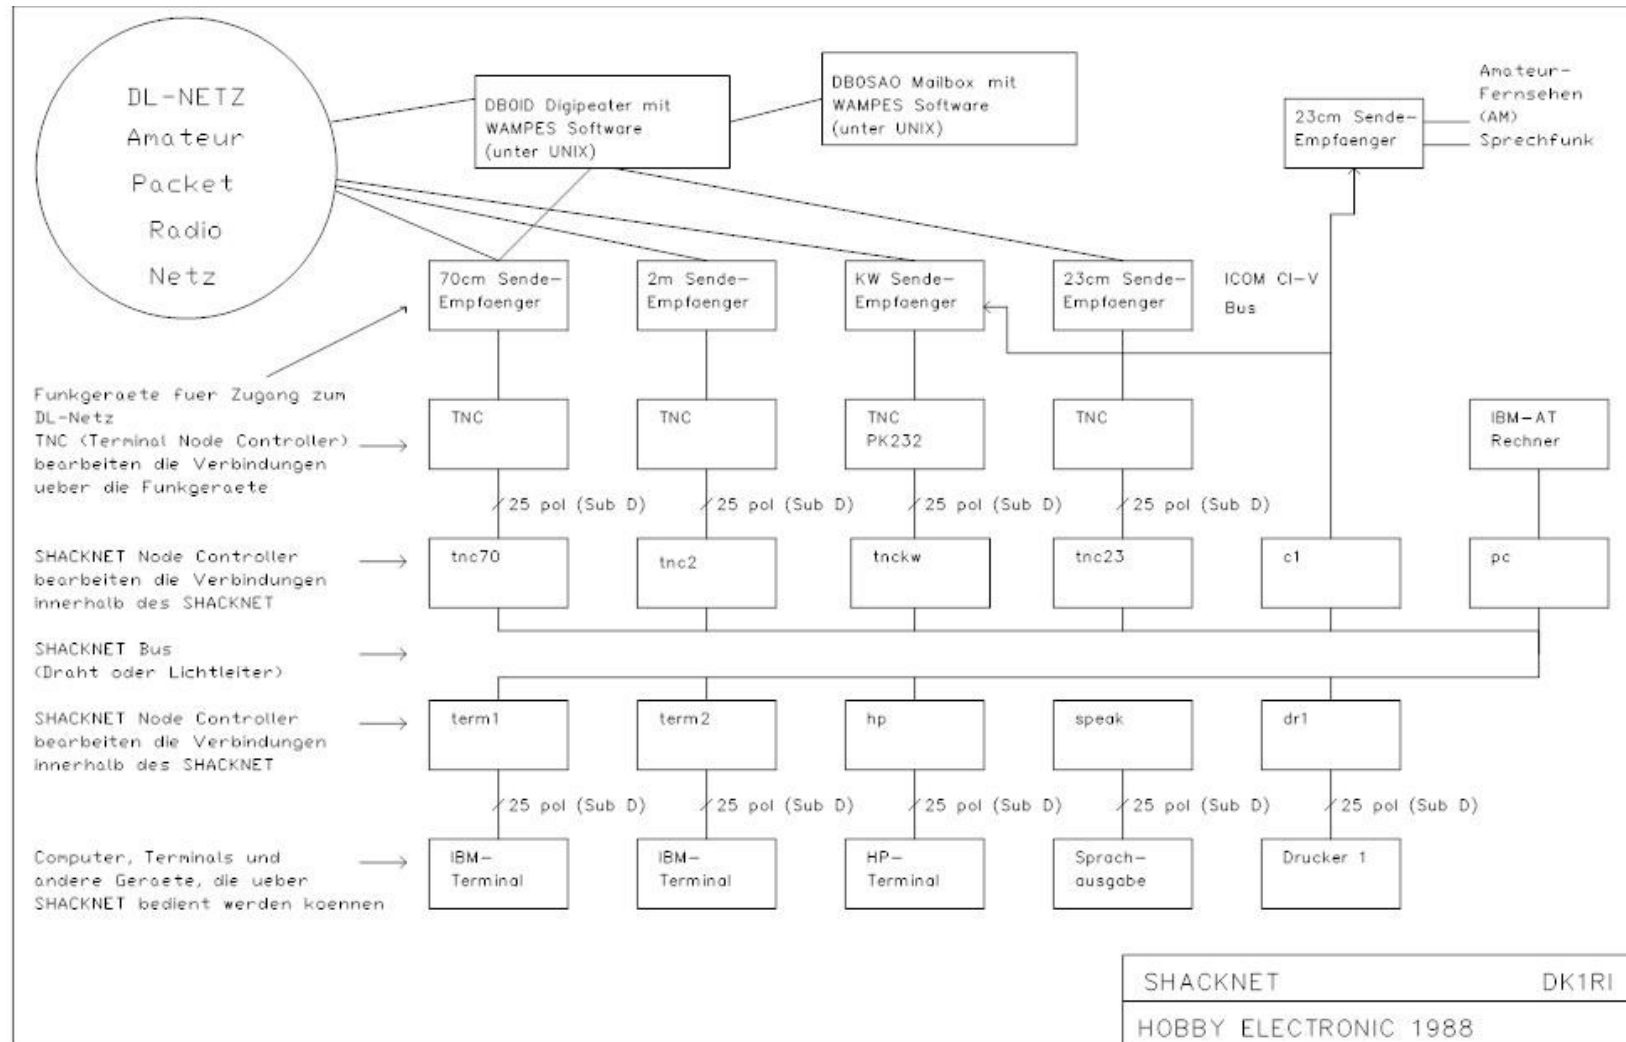 DL-NETZ
Amateur
Packet
Radio
Netz
DB0ID Digipeater mit
WAMPES Software
(unter UNIX)
DB0SAO Mailbox mit
WAMPES Software
(unter UNIX)
23cm Sende-
Empfaenger
Amateur-
Fernsehen
(AM)
Sprechfunk
70cm Sende-
Empfaenger
2m Sende-
Empfaenger
KW Sende-
Empfaenger
23cm Sende-
Empfaenger
ICOM CI-V
Bus
Funkgeraete fuer Zugang zum
DL-Netz
TNC (Terminal Node Controller)
bearbeiten die Verbindungen
ueber die Funkgeraete
TNC
TNC
TNC
PK232
TNC
IBM-AT
Rechner
25 pol (Sub D)
25 pol (Sub D)
25 pol (Sub D)
25 pol (Sub D)
SHACKNET Node Controller
bearbeiten die Verbindungen
innerhalb des SHACKNET
tnc70
tnc2
tnckw
tnc23
c1
pc
SHACKNET Bus
(Draht oder Lichtleiter)
SHACKNET Node Controller
bearbeiten die Verbindungen
innerhalb des SHACKNET
term1
term2
hp
speak
dr1
25 pol (Sub D)
25 pol (Sub D)
25 pol (Sub D)
25 pol (Sub D)
25 pol (Sub D)
Computer, Terminals und
andere Geraete, die ueber
SHACKNET bedient werden koennen
IBM-
Terminal
IBM-
Terminal
HP-
Terminal
Sprach-
ausgabe
Drucker 1
SHACKNET DK1RI
HOBBY ELECTRONIC 1988